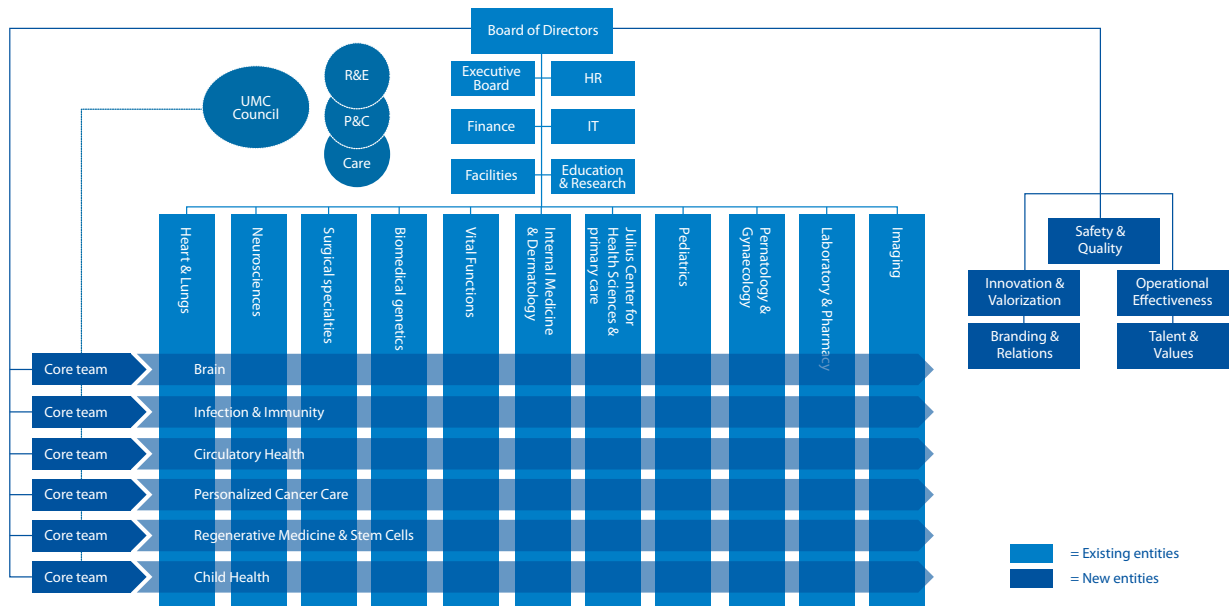 Board of Directors
UMC
Council
R&E
P&C
Care
Executive
Board
HR
Finance
IT
Facilities
Education
& Research
Heart & Lungs
Neurosciences
Surgical specialties
Biomedical genetics
Vital Functions
Internal Medicine
& Dermatology
Julius Center for
Health Sciences &
primary care
Pediatrics
Pernatology &
Gynaecology
Laboratory & Pharmacy
Imaging
Safety &
Quality
Innovation &
Valorization
Operational
Effectiveness
Branding &
Relations
Talent &
Values
Core team
Brain
Core team
Infection & Immunity
Core team
Circulatory Health
Core team
Personalized Cancer Care
Core team
Regenerative Medicine & Stem Cells
Core team
Child Health
= Existing entities
= New entities